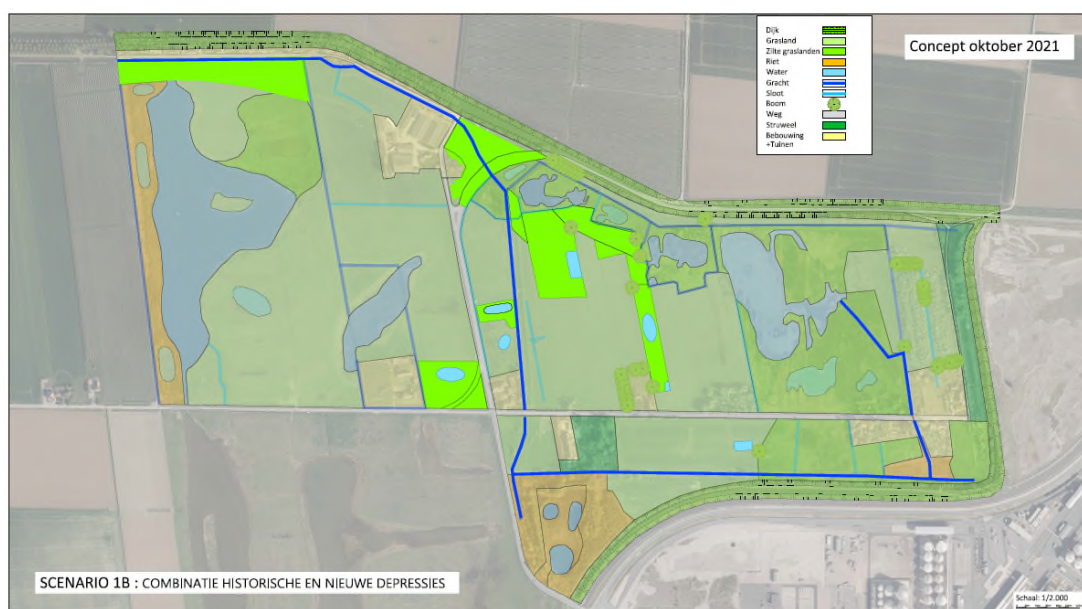 Concept oktober 2021
Dijk
Grasland
Zilte graslanden
Riet
Water
Gracht
Sloot
Boom
Weg
Struweel
Bebouwing
+Tuinen
SCENARIO 1B : COMBINATIE HISTORISCHE EN NIEUWE DEPRESSIES
Schaal: 1/2.000